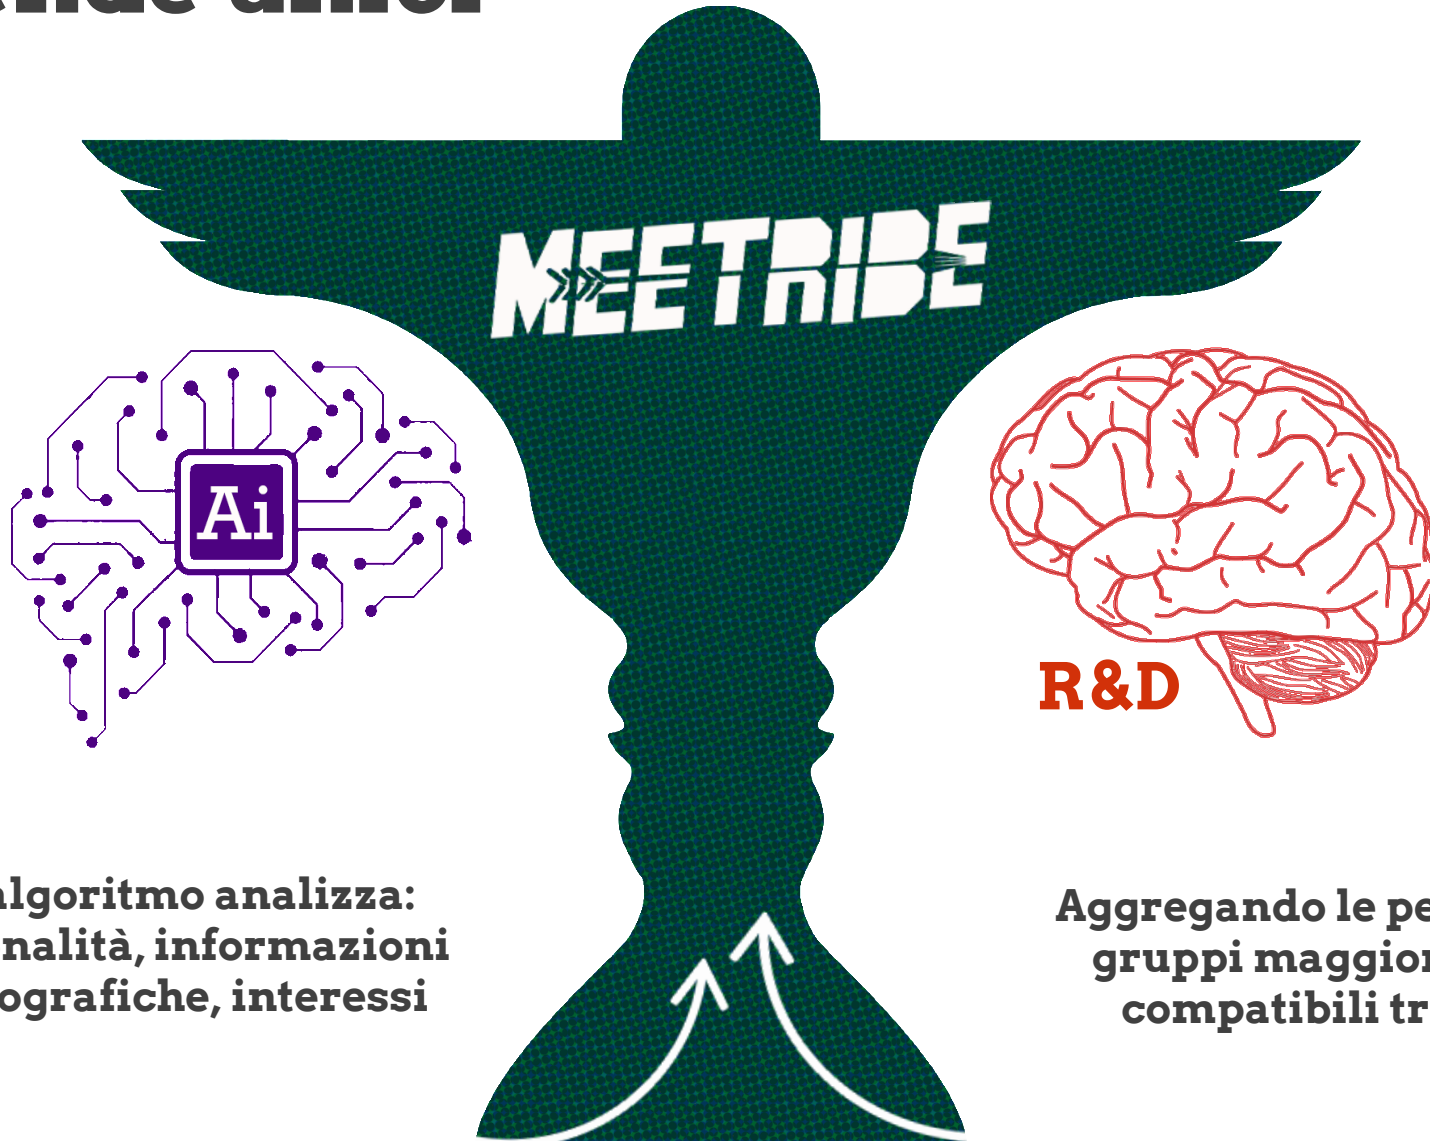 MEETRIBE
Ai
R&D
algoritmo analizza:
nalità, informazioni
ografiche, interessi
Aggregando le pe
gruppi maggior
compatibili tr